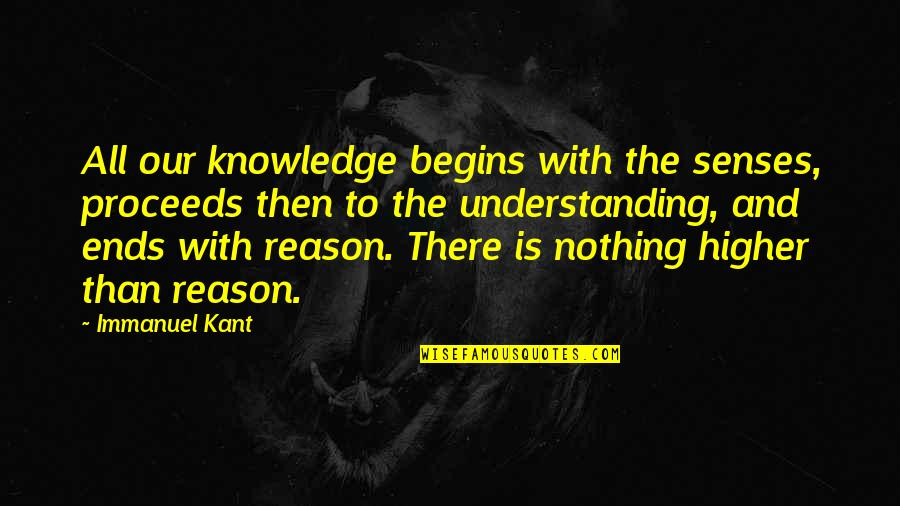 All our knowledge begins with the senses,
proceeds then to the understanding, and
ends with reason. There is nothing higher
than reason.
~ Immanuel Kant
WISEFAMOUSQUOTES.COM